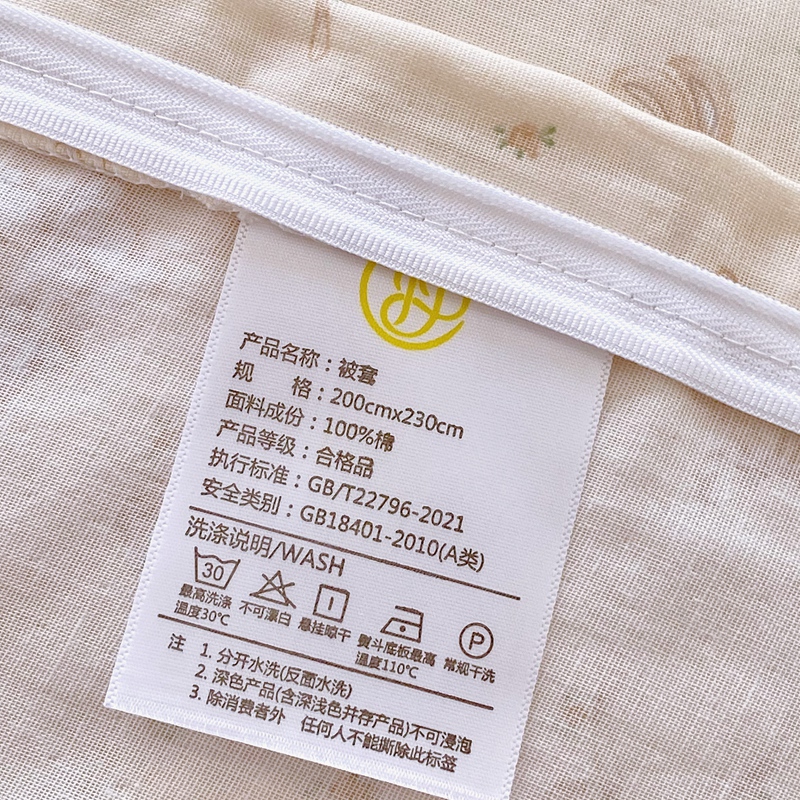 产品名称：被套
规 格：200cmx230cm
面料成份：100%棉
产品等级：合格品
执行标准：GB/T22796-2021
安全类别：GB18401-2010(A类)
洗涤说明/WASH
30 P
最高洗涤温度30℃ 不可漂白 悬挂晾干 熨斗底板最高温度110℃ 常规干洗
注 1. 分开水洗(反面水洗)
2. 深色产品(含深浅色并存产品)不可浸泡
3. 除消费者外 任何人不能撕除此标签